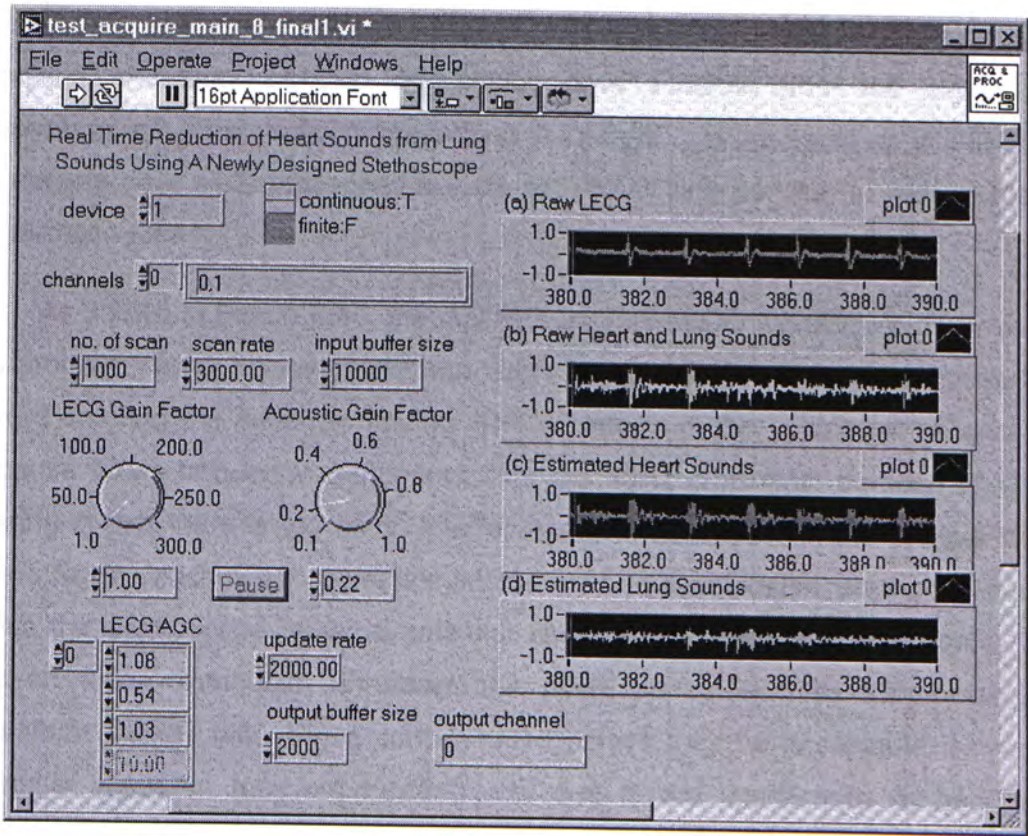 test_acquire_main_8_final1.vi *
File Edit Operate Project Windows Help
16pt Application Font
ACQ &
PROC
Real Time Reduction of Heart Sounds from Lung
Sounds Using A Newly Designed Stethoscope
device 1
continuous:T
finite:F
channels 0 0,1
no. of scan scan rate input buffer size
1000 3000.00 10000
LECG Gain Factor Acoustic Gain Factor
1.0 50.0 100.0 200.0 250.0 300.0
0.1 0.2 0.4 0.6 0.8 1.0
1.00 Pause 0.22
LECG AGC
0
1.08
0.54
1.03
10.00
update rate
2000.00
output buffer size output channel
2000 0
(a) Raw LECG plot 0
1.0
-1.0
380.0 382.0 384.0 386.0 388.0 390.0
(b) Raw Heart and Lung Sounds plot 0
1.0
-1.0
380.0 382.0 384.0 386.0 388.0 390.0
(c) Estimated Heart Sounds plot 0
1.0
-1.0
380.0 382.0 384.0 386.0 388.0 390.0
(d) Estimated Lung Sounds plot 0
1.0
-1.0
380.0 382.0 384.0 386.0 388.0 390.0